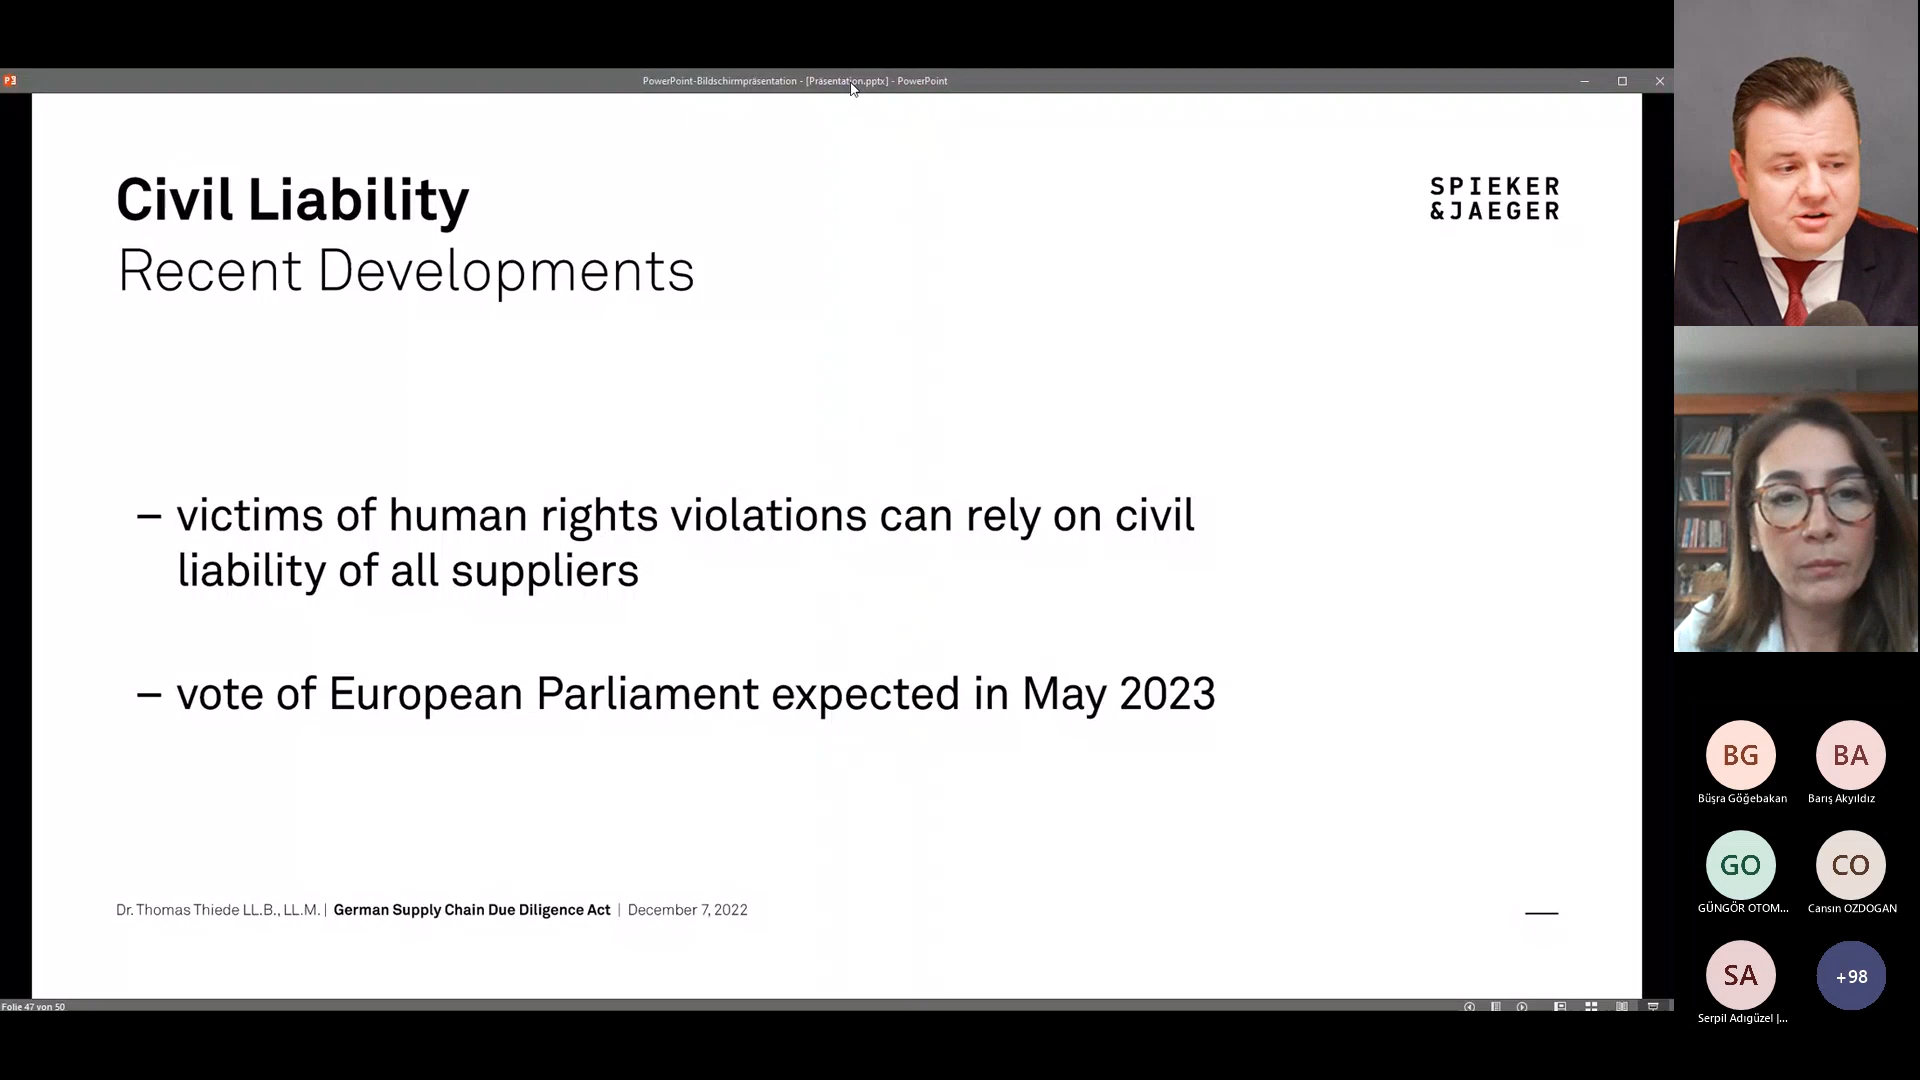 PowerPoint-Bildschirmpräsentation - [Präsentation.pptx] - PowerPoint
Civil Liability
Recent Developments
SPIEKER
&JAEGER
– victims of human rights violations can rely on civil
liability of all suppliers
– vote of European Parliament expected in May 2023
Dr. Thomas Thiede LL.B., LL.M. | German Supply Chain Due Diligence Act | December 7, 2022
Folie 47 von 50
BG
BA
Büşra Göğebakan
Barış Akyıldız
GO
CO
GÜNGÖR OTOM...
Cansın OZDOGAN
SA
+98
Serpil Adıgüzel |...